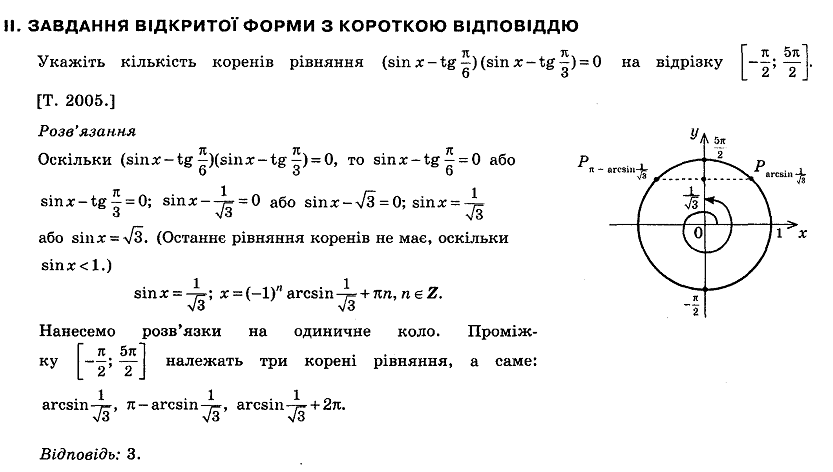 II. ЗАВДАННЯ ВІДКРИТОЇ ФОРМИ З КОРОТКОЮ ВІДПОВІДДЮ
Укажіть кількість коренів рівняння (sin x − tg π/6)(sin x − tg π/3) = 0 на відрізку [−π/2; 5π/2].
[Т. 2005.]
Розв'язання
Оскільки (sin x − tg π/6)(sin x − tg π/3) = 0, то sin x − tg π/6 = 0 або
sin x − tg π/3 = 0; sin x − 1/√3 = 0 або sin x − √3 = 0; sin x = 1/√3
або sin x = √3. (Останнє рівняння коренів не має, оскільки
sin x < 1.)
sin x = 1/√3; x = (−1)ⁿ arcsin 1/√3 + πn, n ∈ Z.
Нанесемо розв'язки на одиничне коло. Проміж-
ку [−π/2; 5π/2] належать три корені рівняння, а саме:
arcsin 1/√3, π − arcsin 1/√3, arcsin 1/√3 + 2π.
Відповідь: 3.
y
5π/2
P π − arcsin 1/√3
P arcsin 1/√3
1/√3
0
1
x
−π/2